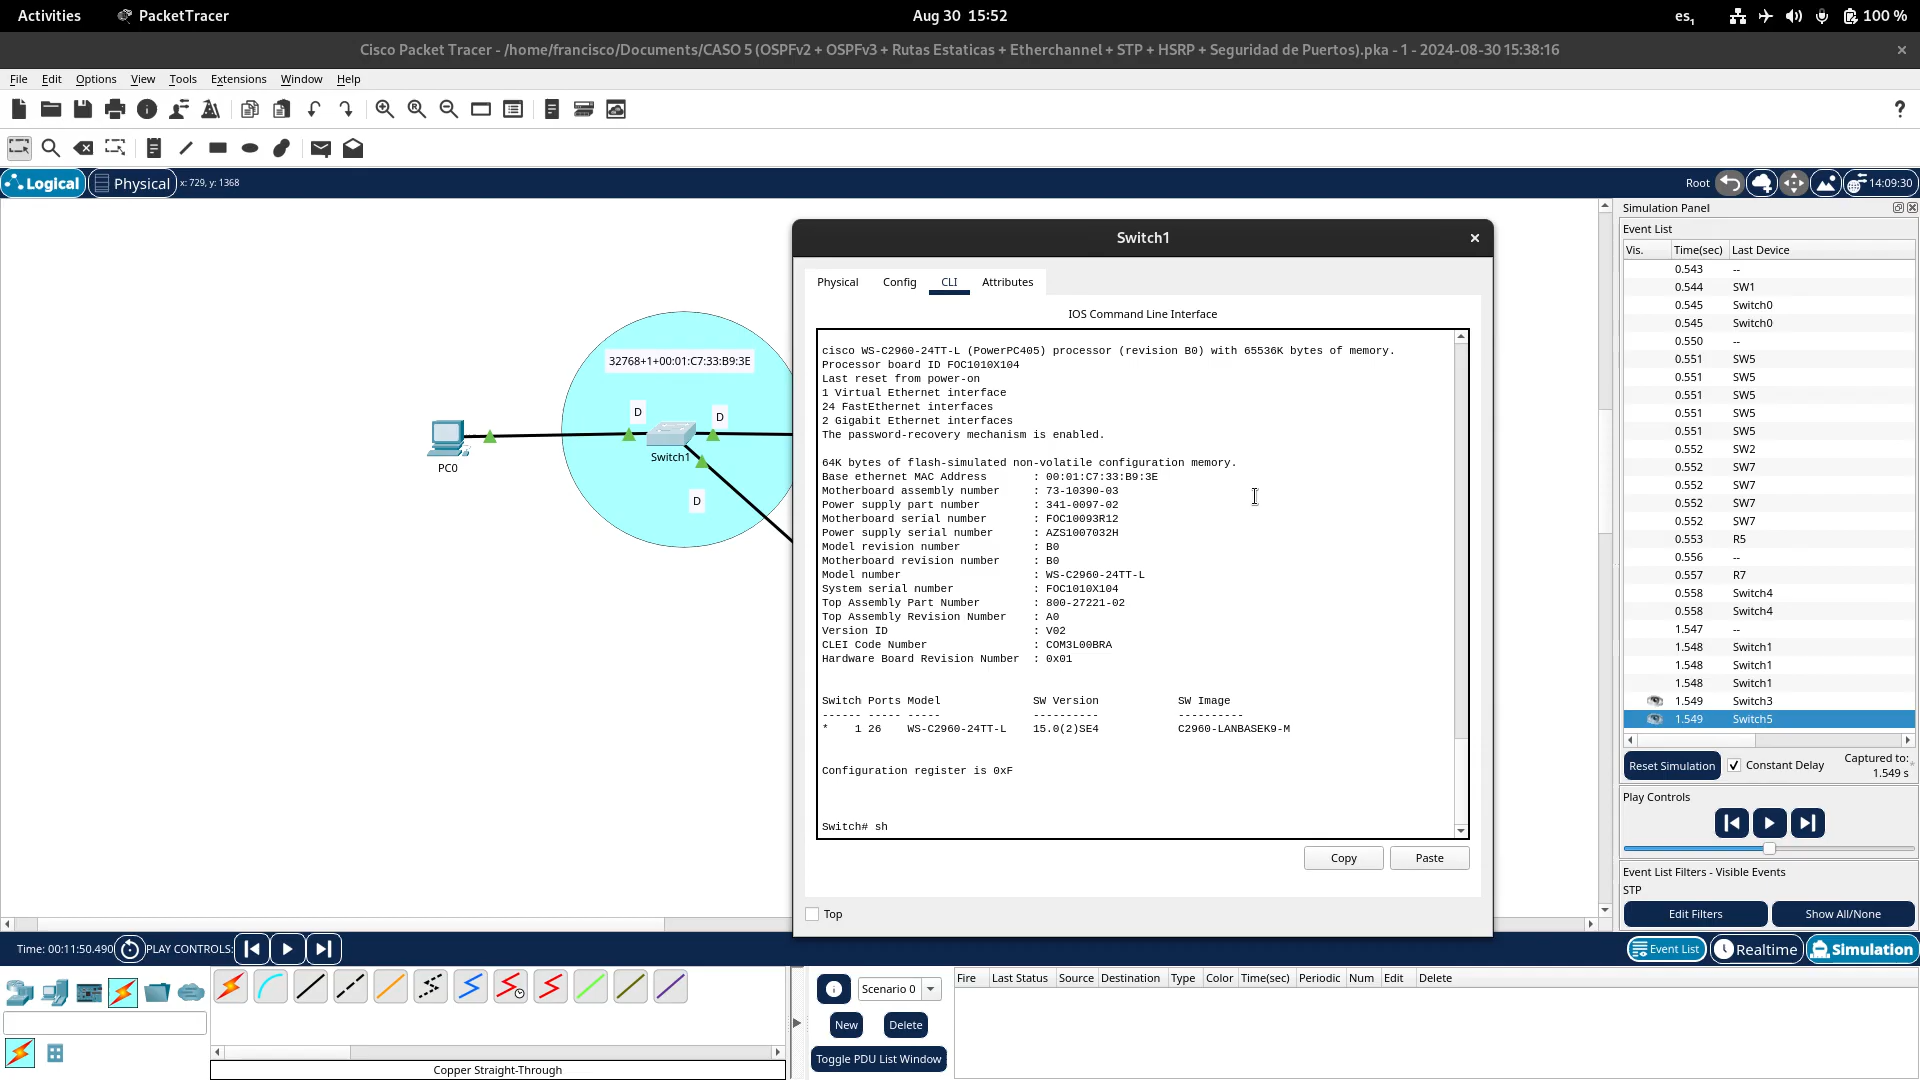 Activities
PacketTracer
Aug 30 15:52
es₁
100 %
Cisco Packet Tracer - /home/francisco/Documents/CASO 5 (OSPFv2 + OSPFv3 + Rutas Estaticas + Etherchannel + STP + HSRP + Seguridad de Puertos).pka - 1 - 2024-08-30 15:38:16
File Edit Options View Tools Extensions Window Help
Logical
Physical
x: 729, y: 1368
Root
14:09:30
32768+1+00:01:C7:33:B9:3E
D
D
Switch1
PC0
D
Switch1
Physical Config CLI Attributes
IOS Command Line Interface
cisco WS-C2960-24TT-L (PowerPC405) processor (revision B0) with 65536K bytes of memory.
Processor board ID FOC1010X104
Last reset from power-on
1 Virtual Ethernet interface
24 FastEthernet interfaces
2 Gigabit Ethernet interfaces
The password-recovery mechanism is enabled.
64K bytes of flash-simulated non-volatile configuration memory.
Base ethernet MAC Address : 00:01:C7:33:B9:3E
Motherboard assembly number : 73-10390-03
Power supply part number : 341-0097-02
Motherboard serial number : FOC10093R12
Power supply serial number : AZS1007032H
Model revision number : B0
Motherboard revision number : B0
Model number : WS-C2960-24TT-L
System serial number : FOC1010X104
Top Assembly Part Number : 800-27221-02
Top Assembly Revision Number : A0
Version ID : V02
CLEI Code Number : COM3L00BRA
Hardware Board Revision Number : 0x01
Switch Ports Model SW Version SW Image
------ ----- ----- ---------- ----------
* 1 26 WS-C2960-24TT-L 15.0(2)SE4 C2960-LANBASEK9-M
Configuration register is 0xF
Switch# sh
Copy
Paste
Top
Simulation Panel
Event List
Vis. Time(sec) Last Device
0.543 --
0.544 SW1
0.545 Switch0
0.545 Switch0
0.550 --
0.551 SW5
0.551 SW5
0.551 SW5
0.551 SW5
0.551 SW5
0.552 SW2
0.552 SW7
0.552 SW7
0.552 SW7
0.552 SW7
0.553 R5
0.556 --
0.557 R7
0.558 Switch4
0.558 Switch4
1.547 --
1.548 Switch1
1.548 Switch1
1.548 Switch1
1.549 Switch3
1.549 Switch5
Reset Simulation
Constant Delay
Captured to:
1.549 s
Play Controls
Event List Filters - Visible Events
STP
Edit Filters
Show All/None
Time: 00:11:50.490
PLAY CONTROLS:
Event List
Realtime
Simulation
Scenario 0
New
Delete
Toggle PDU List Window
Fire Last Status Source Destination Type Color Time(sec) Periodic Num Edit Delete
Copper Straight-Through